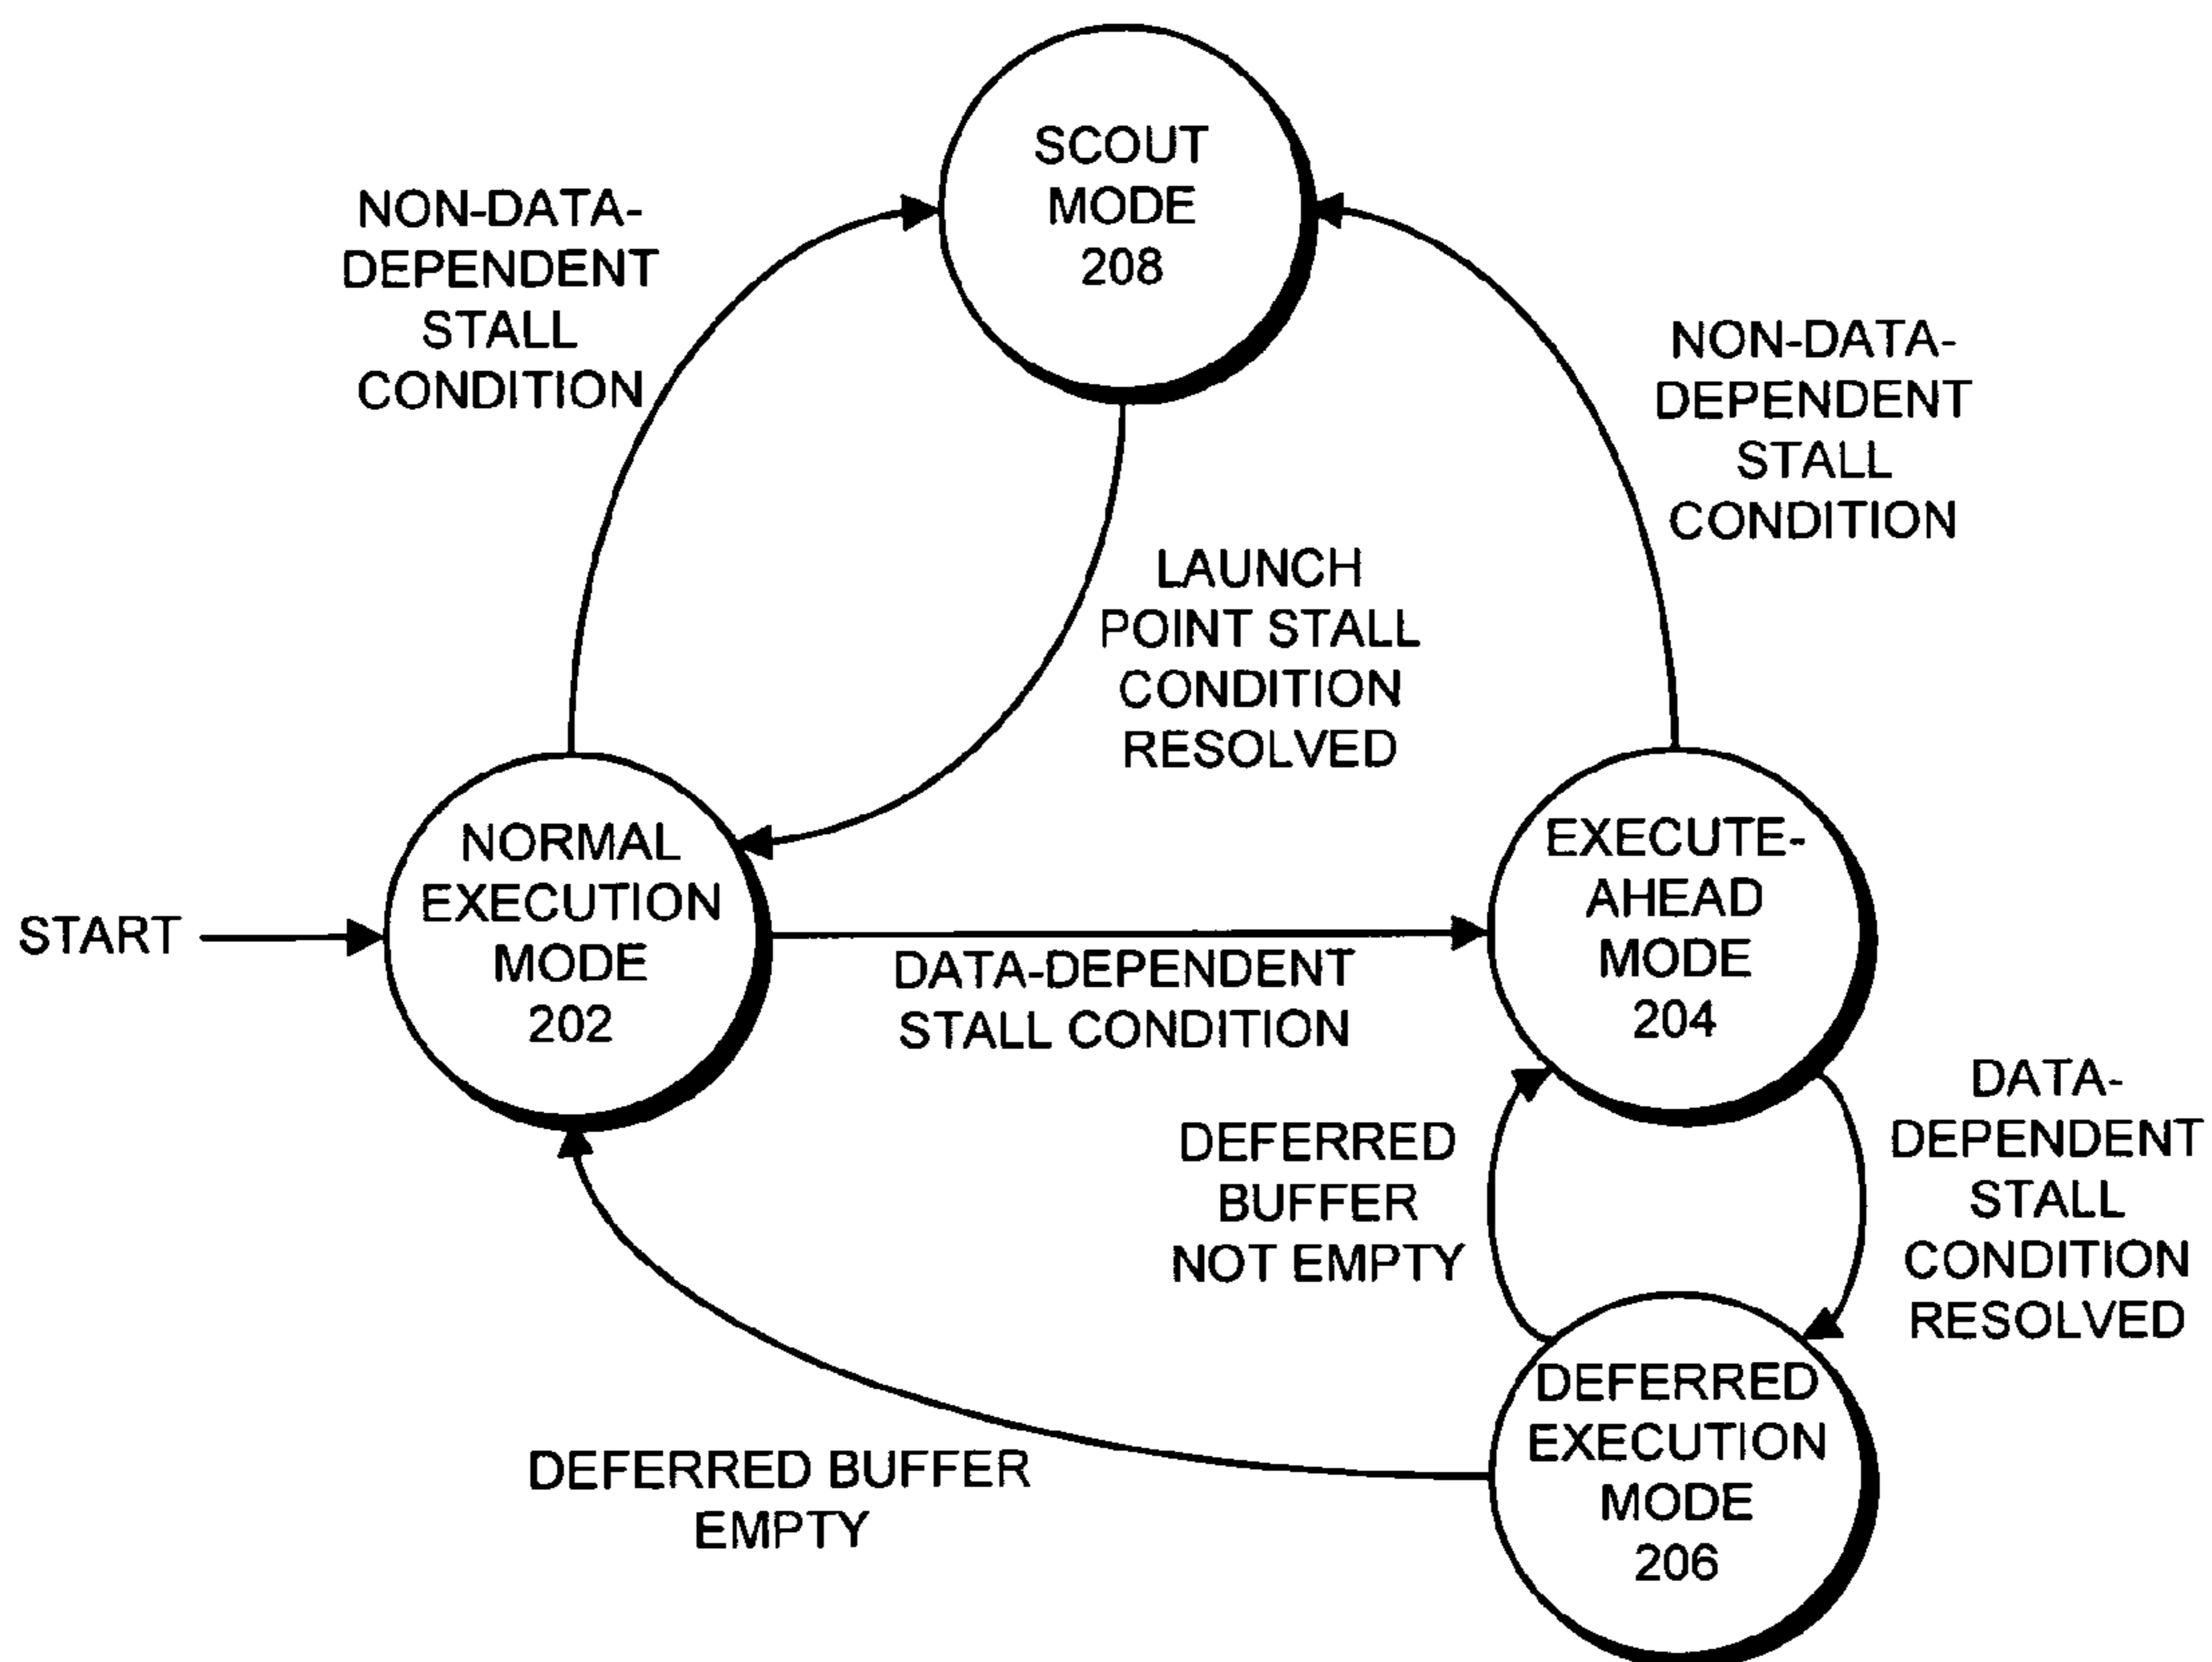 SCOUT
MODE
208
NON-DATA-
DEPENDENT
STALL
CONDITION
NON-DATA-
DEPENDENT
STALL
CONDITION
LAUNCH
POINT STALL
CONDITION
RESOLVED
START
NORMAL
EXECUTION
MODE
202
DATA-DEPENDENT
STALL CONDITION
EXECUTE-
AHEAD
MODE
204
DEFERRED
BUFFER
NOT EMPTY
DATA-
DEPENDENT
STALL
CONDITION
RESOLVED
DEFERRED BUFFER
EMPTY
DEFERRED
EXECUTION
MODE
206